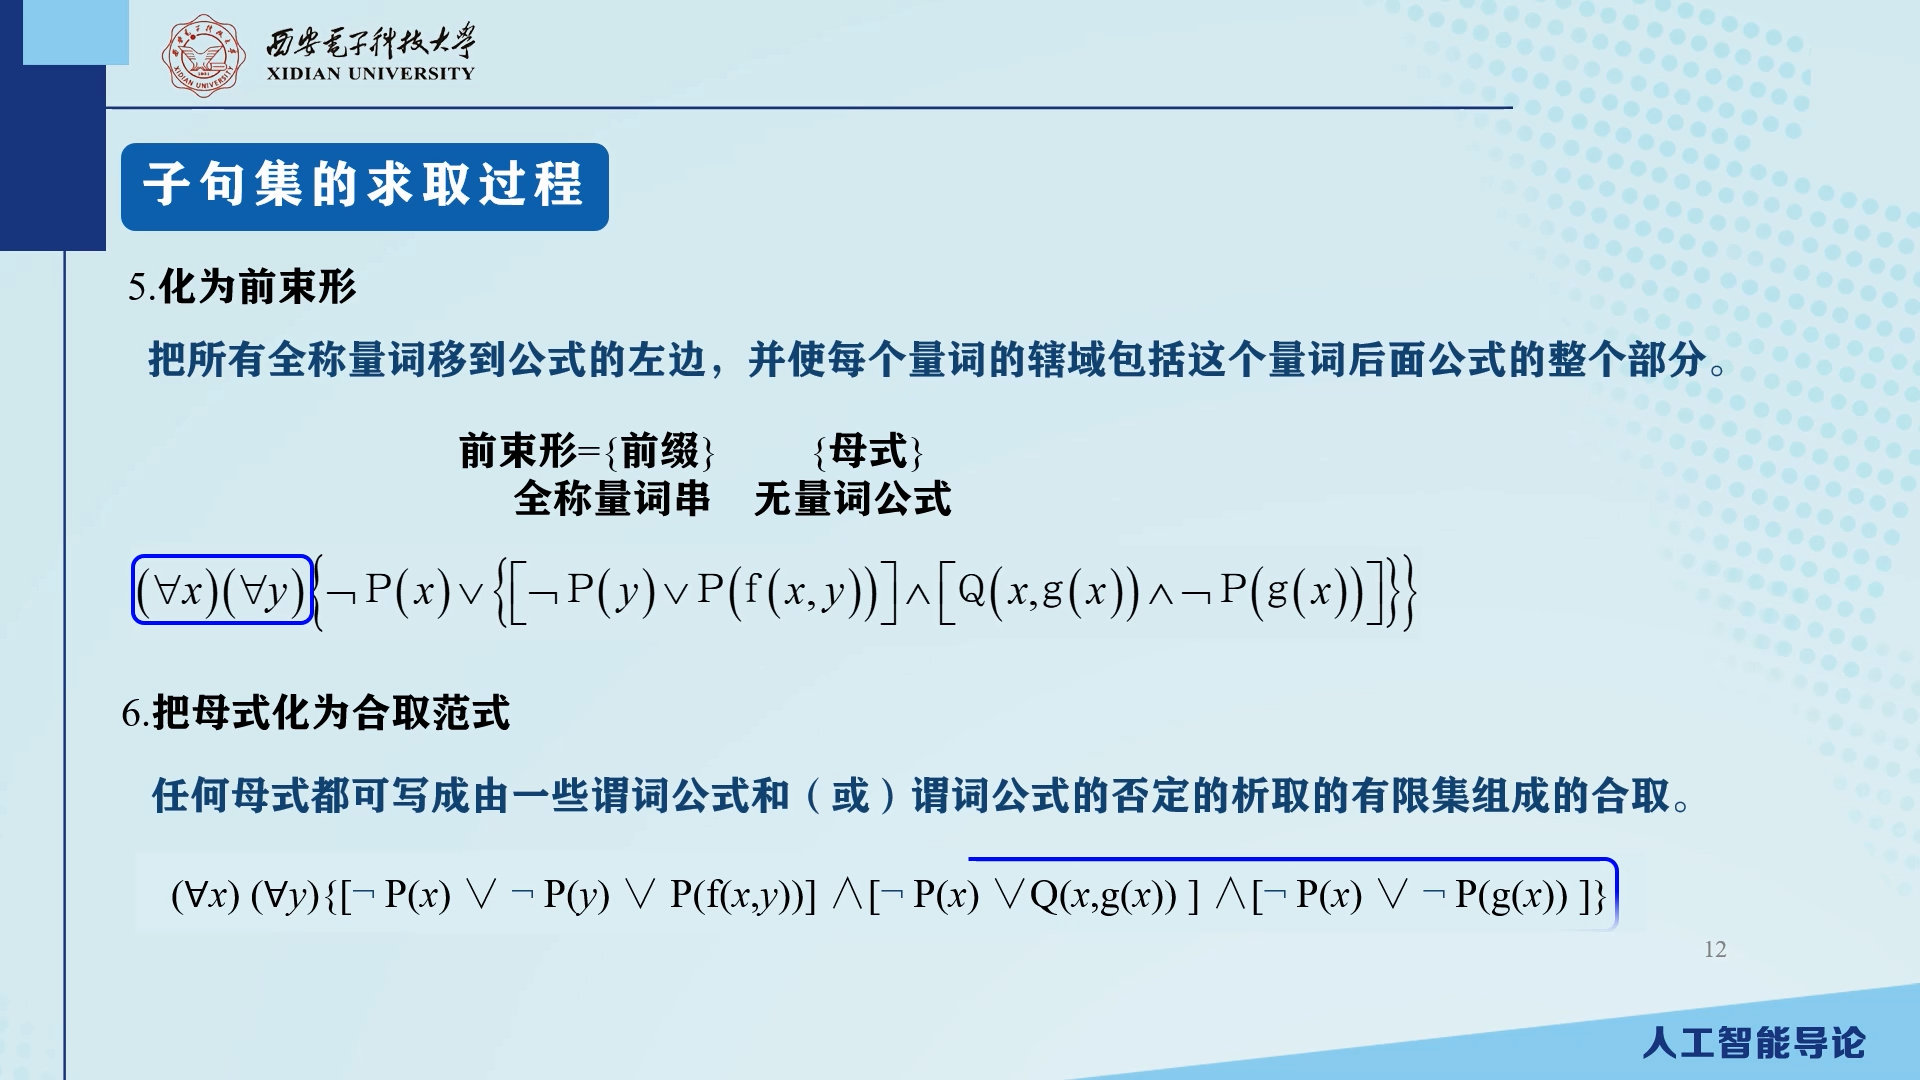 西安电子科技大学
XIDIAN UNIVERSITY
子句集的求取过程
5.化为前束形
把所有全称量词移到公式的左边，并使每个量词的辖域包括这个量词后面公式的整个部分。
前束形={前缀} {母式}
全称量词串 无量词公式
(∀x)(∀y){¬P(x)∨{[¬P(y)∨P(f(x,y))]∧[Q(x,g(x))∧¬P(g(x))]}}
6.把母式化为合取范式
任何母式都可写成由一些谓词公式和（或）谓词公式的否定的析取的有限集组成的合取。
(∀x) (∀y){[¬ P(x) ∨ ¬ P(y) ∨ P(f(x,y))] ∧[¬ P(x) ∨Q(x,g(x)) ] ∧[¬ P(x) ∨ ¬ P(g(x)) ]}
12
人工智能导论